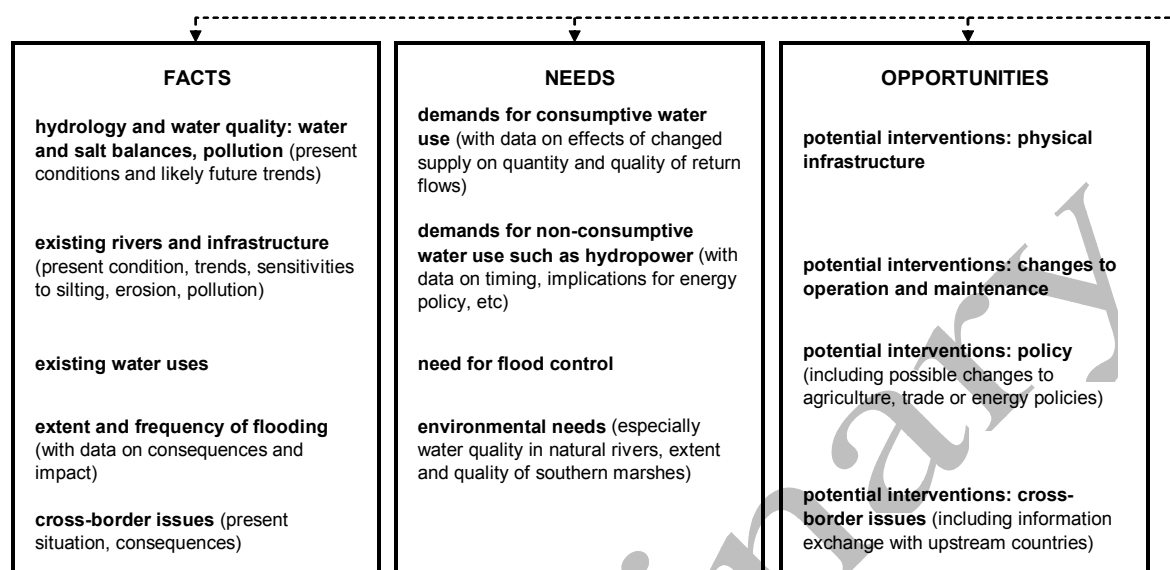 FACTS
hydrology and water quality: water
and salt balances, pollution (present
conditions and likely future trends)
existing rivers and infrastructure
(present condition, trends, sensitivities
to silting, erosion, pollution)
existing water uses
extent and frequency of flooding
(with data on consequences and
impact)
cross-border issues (present
situation, consequences)
NEEDS
demands for consumptive water
use (with data on effects of changed
supply on quantity and quality of return
flows)
demands for non-consumptive
water use such as hydropower (with
data on timing, implications for energy
policy, etc)
need for flood control
environmental needs (especially
water quality in natural rivers, extent
and quality of southern marshes)
OPPORTUNITIES
potential interventions: physical
infrastructure
potential interventions: changes to
operation and maintenance
potential interventions: policy
(including possible changes to
agriculture, trade or energy policies)
potential interventions: cross-
border issues (including information
exchange with upstream countries)